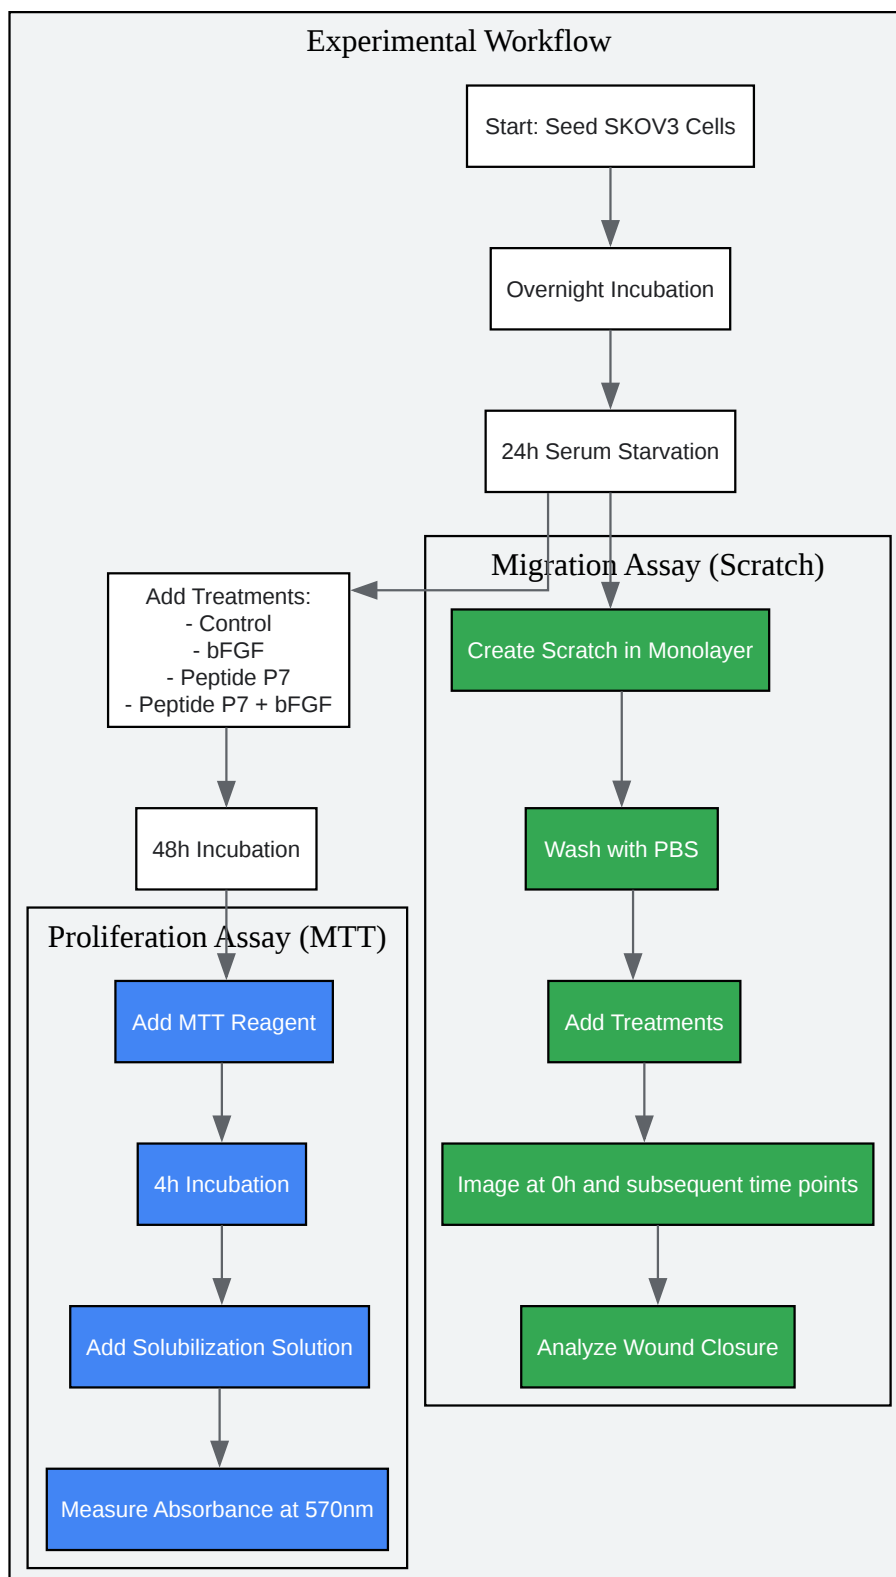 Experimental Workflow
Start: Seed SKOV3 Cells
Overnight Incubation
24h Serum Starvation
Add Treatments:
- Control
- bFGF
- Peptide P7
- Peptide P7 + bFGF
48h Incubation
Proliferation Assay (MTT)
Add MTT Reagent
4h Incubation
Add Solubilization Solution
Measure Absorbance at 570nm
Migration Assay (Scratch)
Create Scratch in Monolayer
Wash with PBS
Add Treatments
Image at 0h and subsequent time points
Analyze Wound Closure